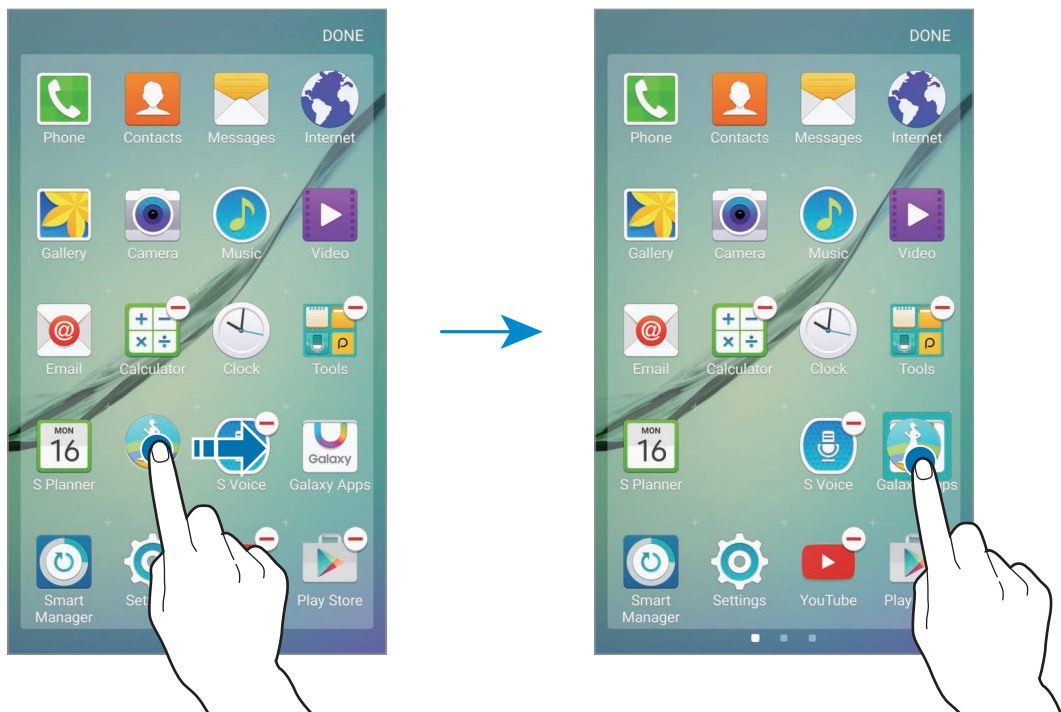 DONE
Phone Contacts Messages Internet
Gallery Camera Music Video
Email Calculator Clock Tools
MON
16
Galaxy
S Planner S Voice Galaxy Apps
Smart
Manager
Play Store
DONE
Phone Contacts Messages Internet
Gallery Camera Music Video
Email Calculator Clock Tools
MON
16
S Planner S Voice
Smart
Manager
Settings YouTube Play